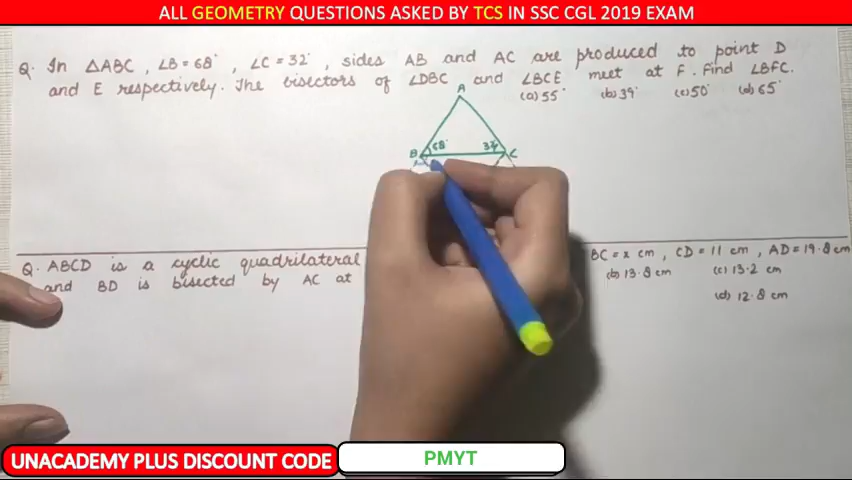 ALL GEOMETRY QUESTIONS ASKED BY TCS IN SSC CGL 2019 EXAM
Q. In △ABC, ∠B = 68°, ∠C = 32°, sides AB and AC are produced to point D
and E respectively. The bisectors of ∠DBC and ∠BCE meet at F. Find ∠BFC.
(a) 55° (b) 39° (c) 50° (d) 65°
A
B 68° 32° C
Q. ABCD is a cyclic quadrilateral BC = x cm, CD = 11 cm, AD = 19.8 cm
and BD is bisected by AC at (b) 13.8 cm (c) 13.2 cm
(d) 12.8 cm
UNACADEMY PLUS DISCOUNT CODE PMYT